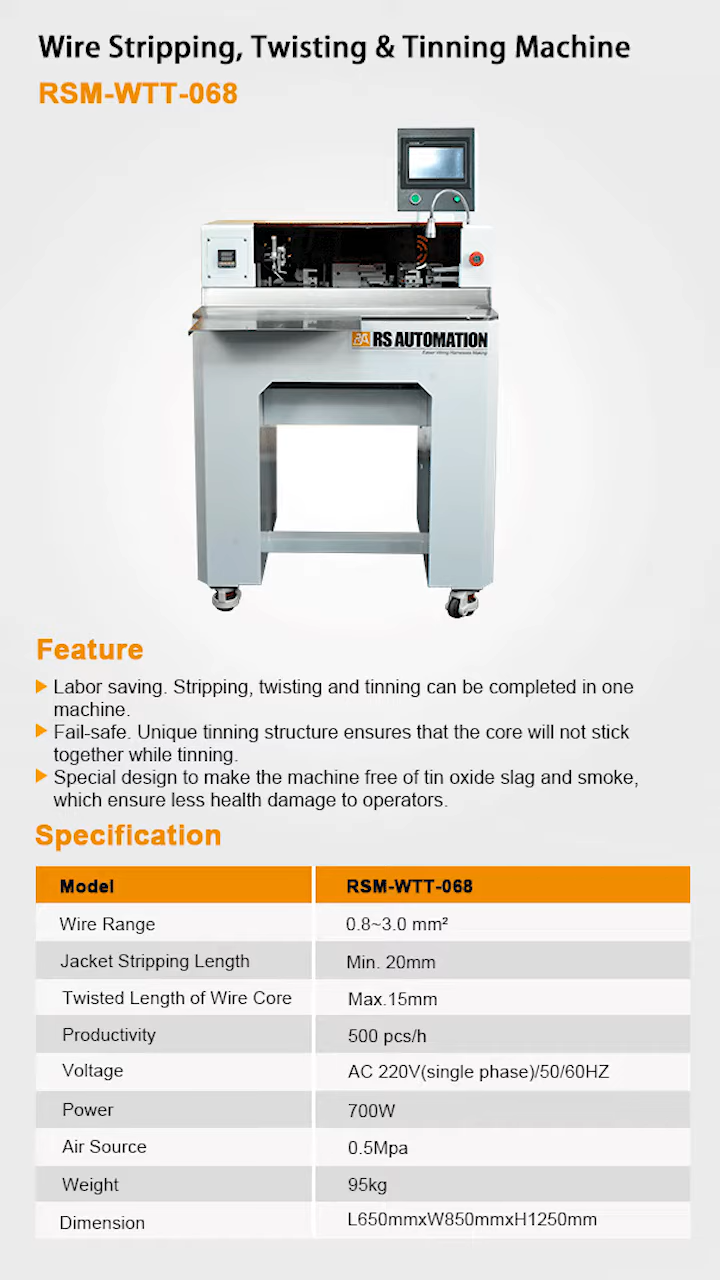 Wire Stripping, Twisting & Tinning Machine
RSM-WTT-068
RS AUTOMATION
Easier Wiring Harnesses Making
Feature
Labor saving. Stripping, twisting and tinning can be completed in one
machine.
Fail-safe. Unique tinning structure ensures that the core will not stick
together while tinning.
Special design to make the machine free of tin oxide slag and smoke,
which ensure less health damage to operators.
Specification
Model RSM-WTT-068
Wire Range 0.8~3.0 mm²
Jacket Stripping Length Min. 20mm
Twisted Length of Wire Core Max.15mm
Productivity 500 pcs/h
Voltage AC 220V(single phase)/50/60HZ
Power 700W
Air Source 0.5Mpa
Weight 95kg
Dimension L650mmxW850mmxH1250mm